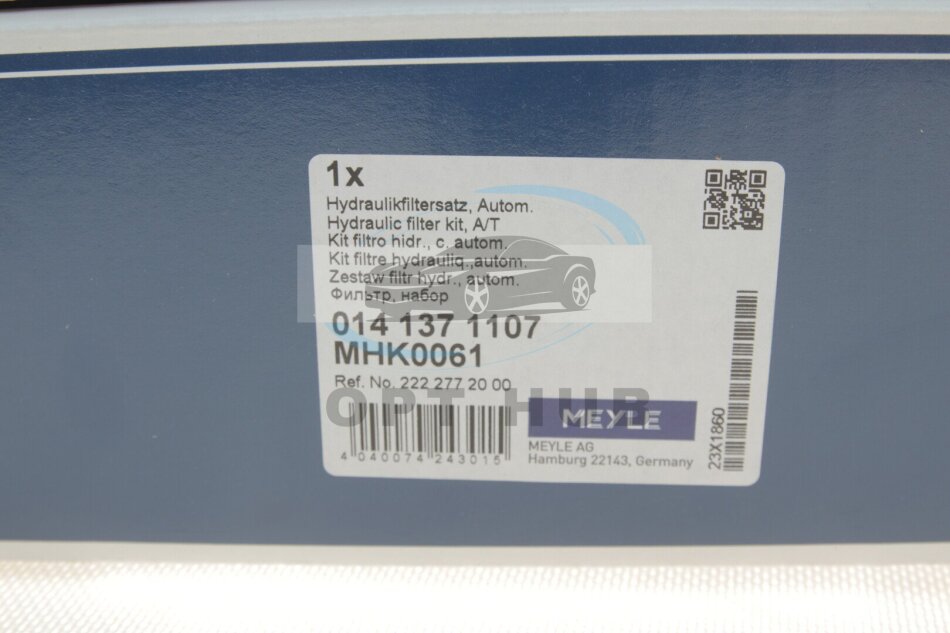 1x
Hydraulikfiltersatz, Autom.
Hydraulic filter kit, A/T
Kit filtro hidr., c. autom.
Kit filtre hydrauliq.,autom.
Zestaw filtr hydr., autom.
Фильтр, набор
014 137 1107
MHK0061
Ref. No. 222 277 20 00
OPT HUB
MEYLE
4 040074 243015
MEYLE AG
Hamburg 22143, Germany
23X1860